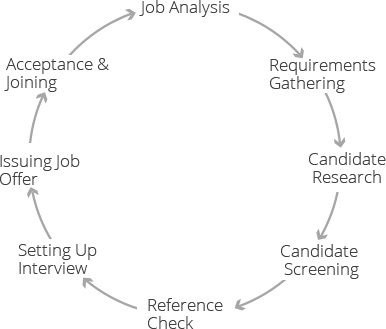 Job Analysis
Requirements
Gathering
Candidate
Research
Candidate
Screening
Reference
Check
Setting Up
Interview
Issuing Job
Offer
Acceptance &
Joining